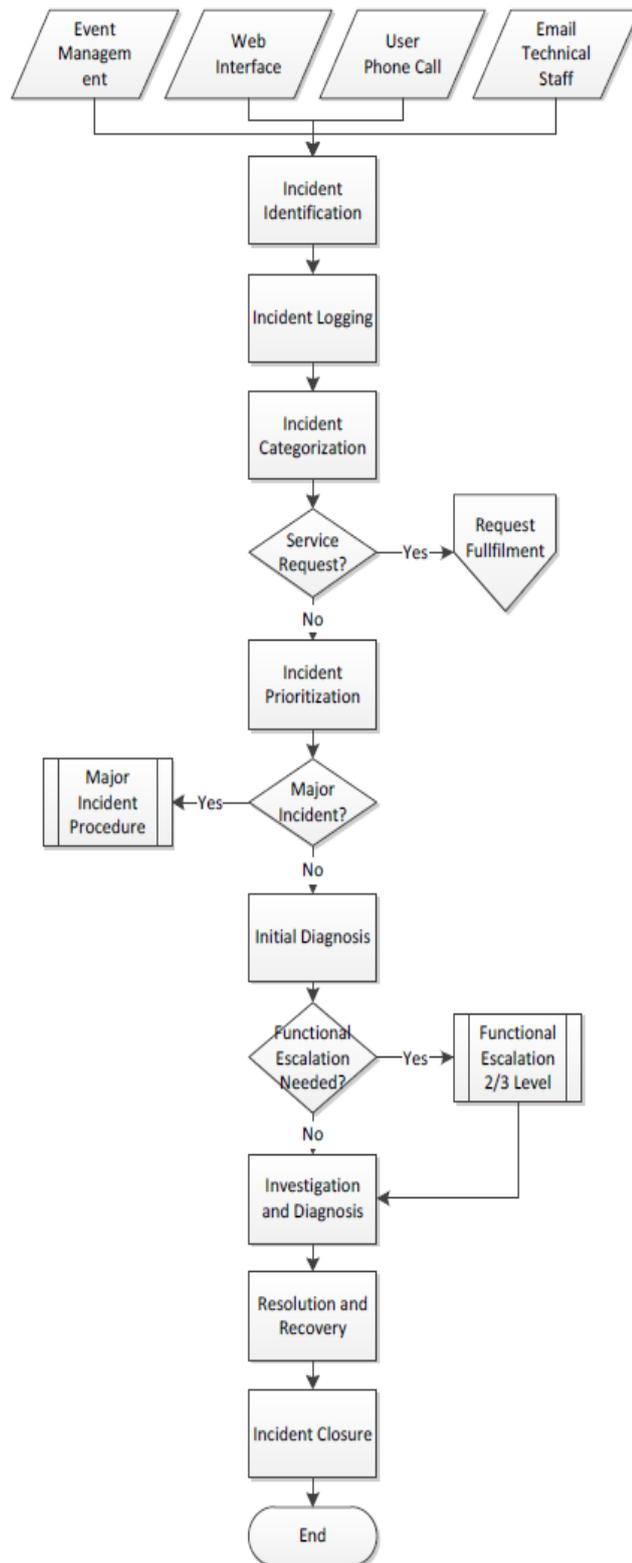 Event
Managem
ent
Web
Interface
User
Phone Call
Email
Technical
Staff
Incident
Identification
Incident Logging
Incident
Categorization
Service
Request?
Yes
Request
Fullfilment
No
Incident
Prioritization
Major
Incident
Procedure
Yes
Major
Incident?
No
Initial Diagnosis
Functional
Escalation
Needed?
Yes
Functional
Escalation
2/3 Level
No
Investigation
and Diagnosis
Resolution and
Recovery
Incident Closure
End